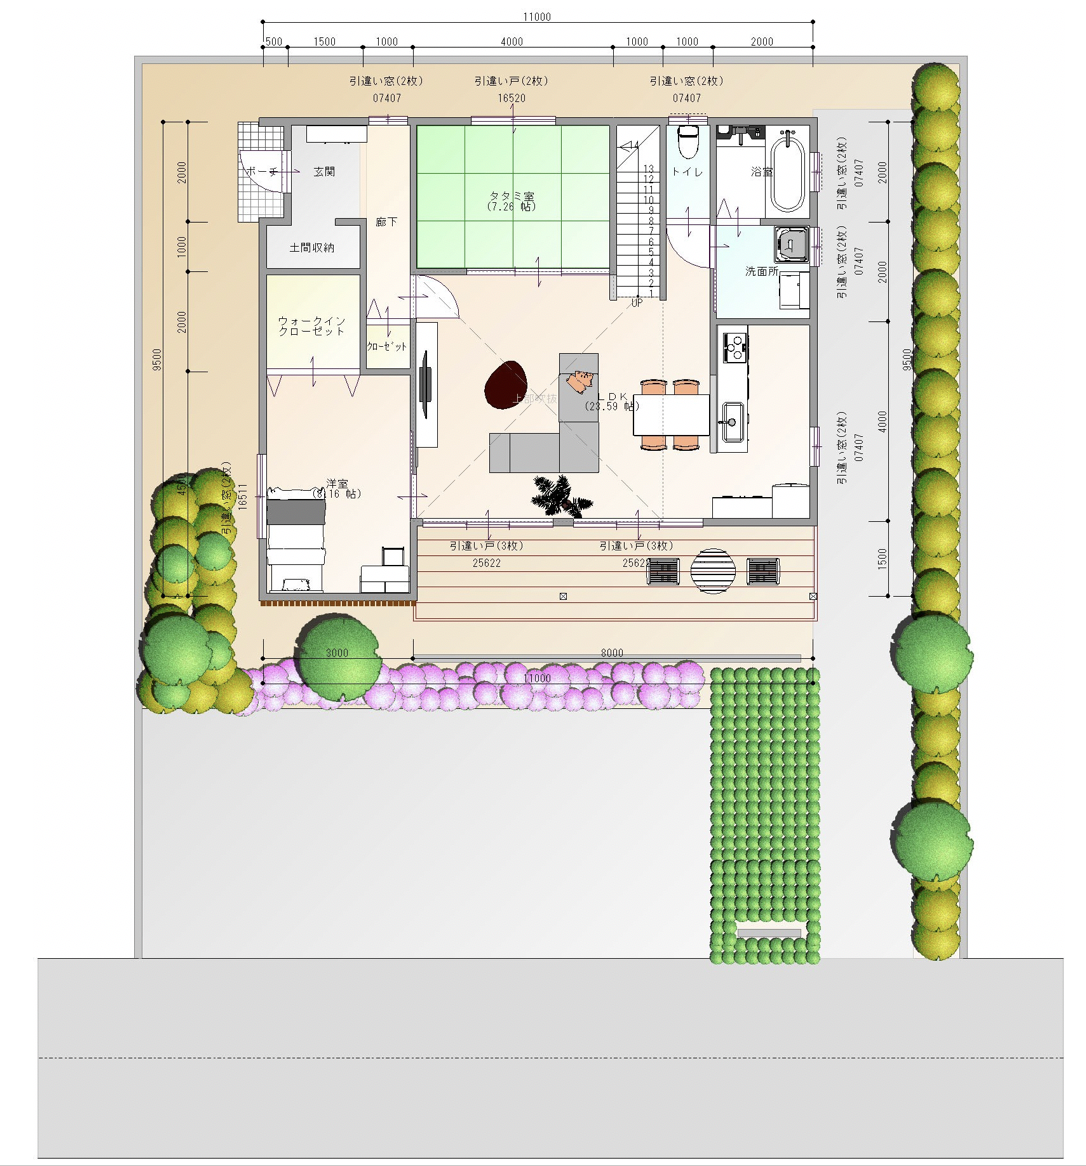 11000
500
1500
1000
4000
1000
1000
2000
引違い窓(2枚)
07407
引違い戸(2枚)
16520
引違い窓(2枚)
07407
ポーチ
玄関
廊下
土間収納
タタミ室
(7.26 帖)
14
13
12
11
10
9
8
7
6
5
4
3
2
1
UP
トイレ
浴室
洗面所
引違い窓(2枚)
07407
2000
引違い窓(2枚)
07407
2000
2000
1000
2000
9500
ウォークイン
クローゼット
クローゼット
上部吹抜
LDK
(23.59 帖)
引違い窓(2枚)
07407
4000
9500
洋室
(8.16 帖)
引違い窓(2枚)
16511
引違い戸(3枚)
25622
引違い戸(3枚)
25622
1500
3000
8000
11000